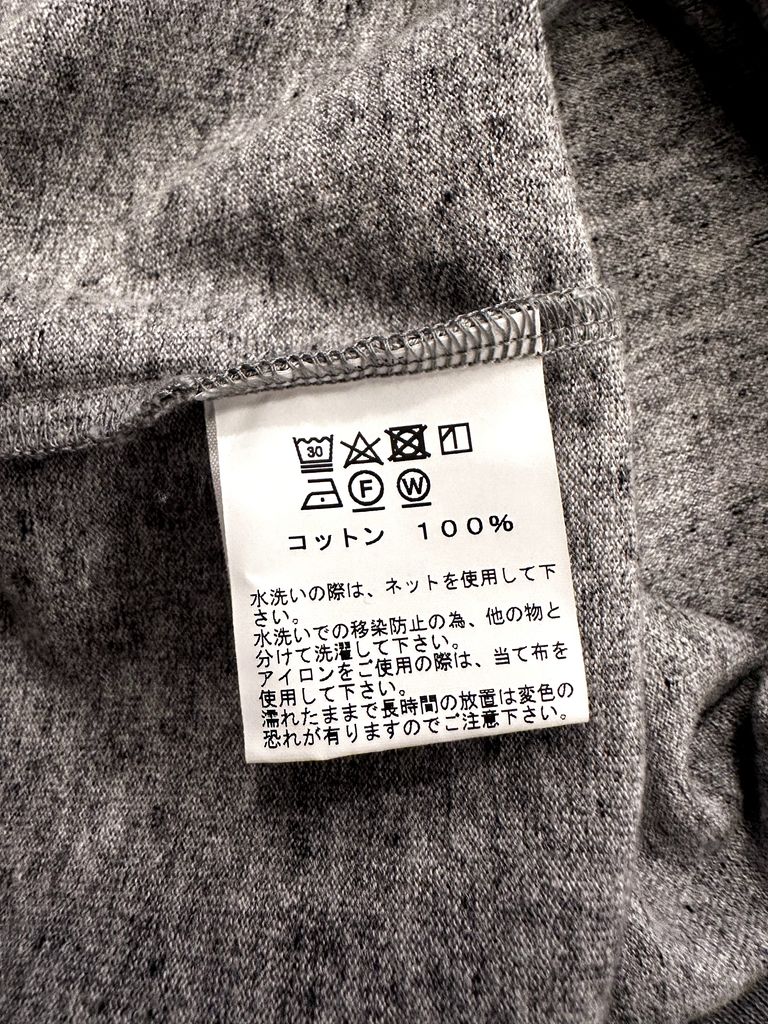 30
F W
コットン 100%
水洗いの際は、ネットを使用して下
さい。
水洗いでの移染防止の為、他の物と
分けて洗濯して下さい。
アイロンをご使用の際は、当て布を
使用して下さい。
濡れたままで長時間の放置は変色の
恐れが有りますのでご注意下さい。